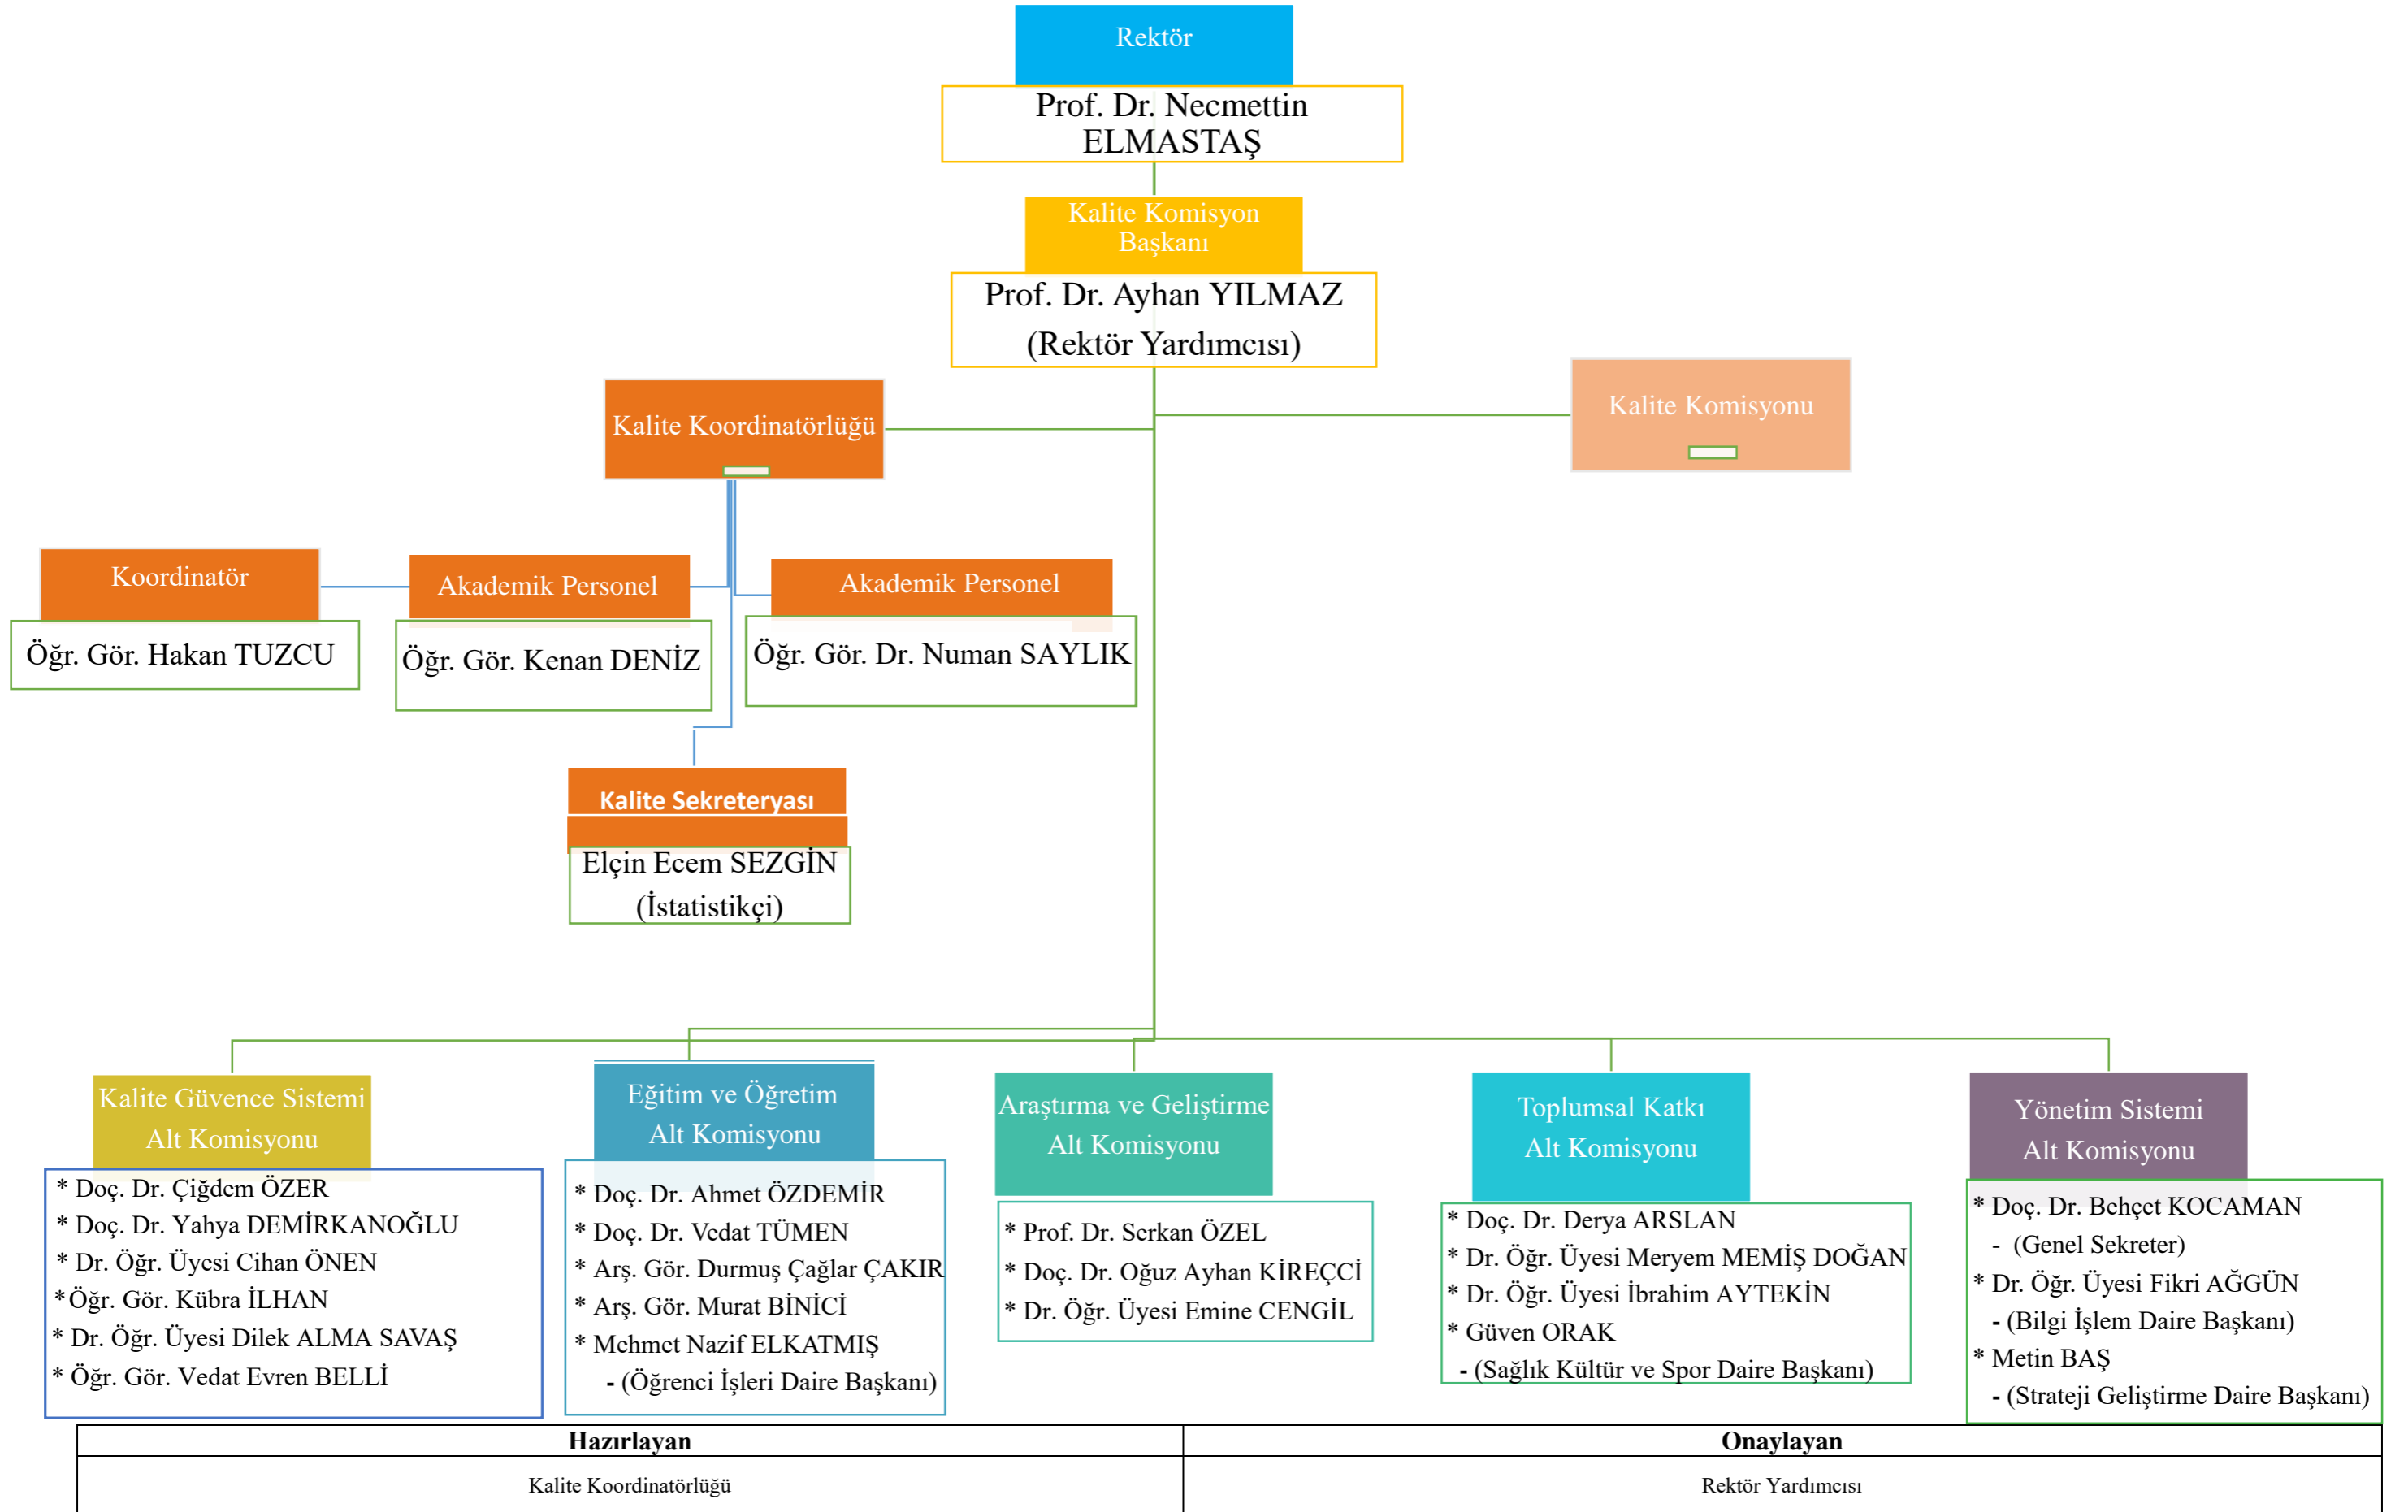 Rektör
Prof. Dr. Necmettin
ELMASTAŞ
Kalite Komisyon
Başkanı
Prof. Dr. Ayhan YILMAZ
(Rektör Yardımcısı)
Kalite Koordinatörlüğü
Kalite Komisyonu
Koordinatör
Öğr. Gör. Hakan TUZCU
Akademik Personel
Öğr. Gör. Kenan DENİZ
Akademik Personel
Öğr. Gör. Dr. Numan SAYLIK
Kalite Sekreteryası
Elçin Ecem SEZGİN
(İstatistikçi)
Kalite Güvence Sistemi
Alt Komisyonu
* Doç. Dr. Çiğdem ÖZER
* Doç. Dr. Yahya DEMİRKANOĞLU
* Dr. Öğr. Üyesi Cihan ÖNEN
*Öğr. Gör. Kübra İLHAN
* Dr. Öğr. Üyesi Dilek ALMA SAVAŞ
* Öğr. Gör. Vedat Evren BELLİ
Eğitim ve Öğretim
Alt Komisyonu
* Doç. Dr. Ahmet ÖZDEMİR
* Doç. Dr. Vedat TÜMEN
* Arş. Gör. Durmuş Çağlar ÇAKIR
* Arş. Gör. Murat BİNİCİ
* Mehmet Nazif ELKATMIŞ
- (Öğrenci İşleri Daire Başkanı)
Araştırma ve Geliştirme
Alt Komisyonu
* Prof. Dr. Serkan ÖZEL
* Doç. Dr. Oğuz Ayhan KİREÇCİ
* Dr. Öğr. Üyesi Emine CENGİL
Toplumsal Katkı
Alt Komisyonu
* Doç. Dr. Derya ARSLAN
* Dr. Öğr. Üyesi Meryem MEMİŞ DOĞAN
* Dr. Öğr. Üyesi İbrahim AYTEKİN
* Güven ORAK
- (Sağlık Kültür ve Spor Daire Başkanı)
Yönetim Sistemi
Alt Komisyonu
* Doç. Dr. Behçet KOCAMAN
- (Genel Sekreter)
* Dr. Öğr. Üyesi Fikri AĞGÜN
- (Bilgi İşlem Daire Başkanı)
* Metin BAŞ
- (Strateji Geliştirme Daire Başkanı)
Hazırlayan
Onaylayan
Kalite Koordinatörlüğü
Rektör Yardımcısı